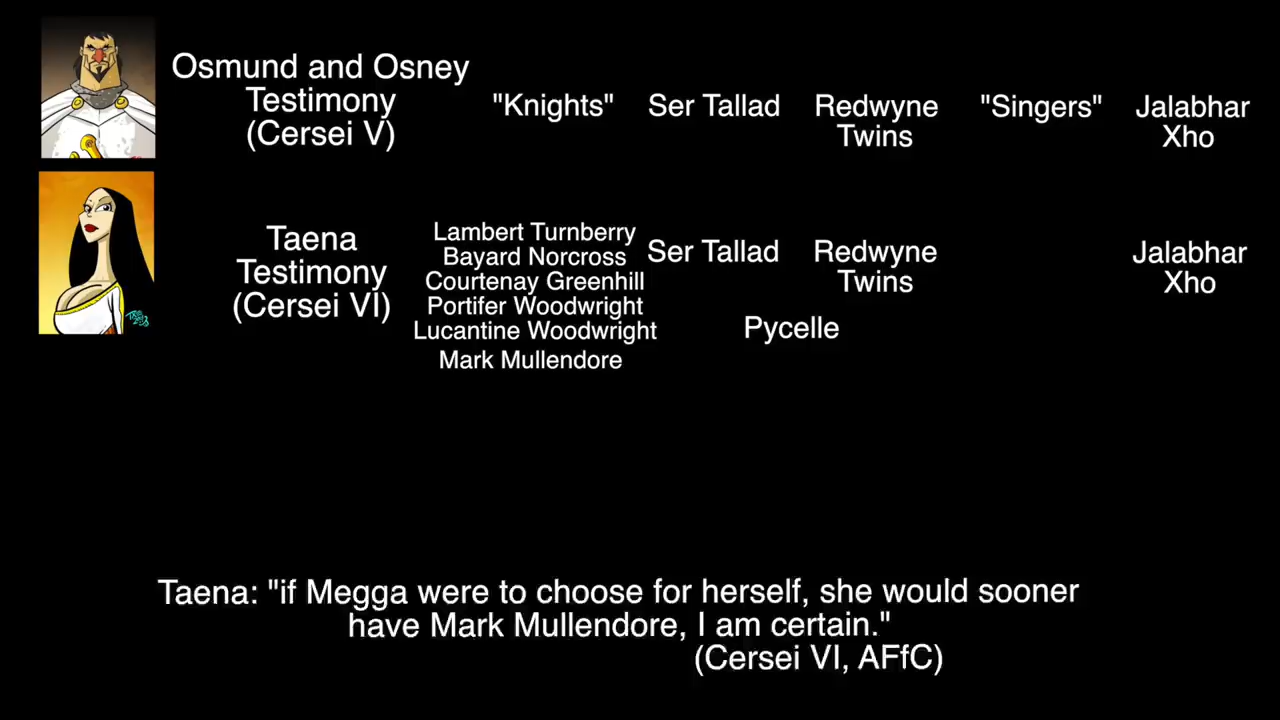 Osmund and Osney
Testimony
(Cersei V)
"Knights"
Ser Tallad
Redwyne
Twins
"Singers"
Jalabhar
Xho
Taena
Testimony
(Cersei VI)
Lambert Turnberry
Bayard Norcross
Courtenay Greenhill
Portifer Woodwright
Lucantine Woodwright
Mark Mullendore
Ser Tallad
Redwyne
Twins
Pycelle
Jalabhar
Xho
Taena: "if Megga were to choose for herself, she would sooner
have Mark Mullendore, I am certain."
(Cersei VI, AFfC)